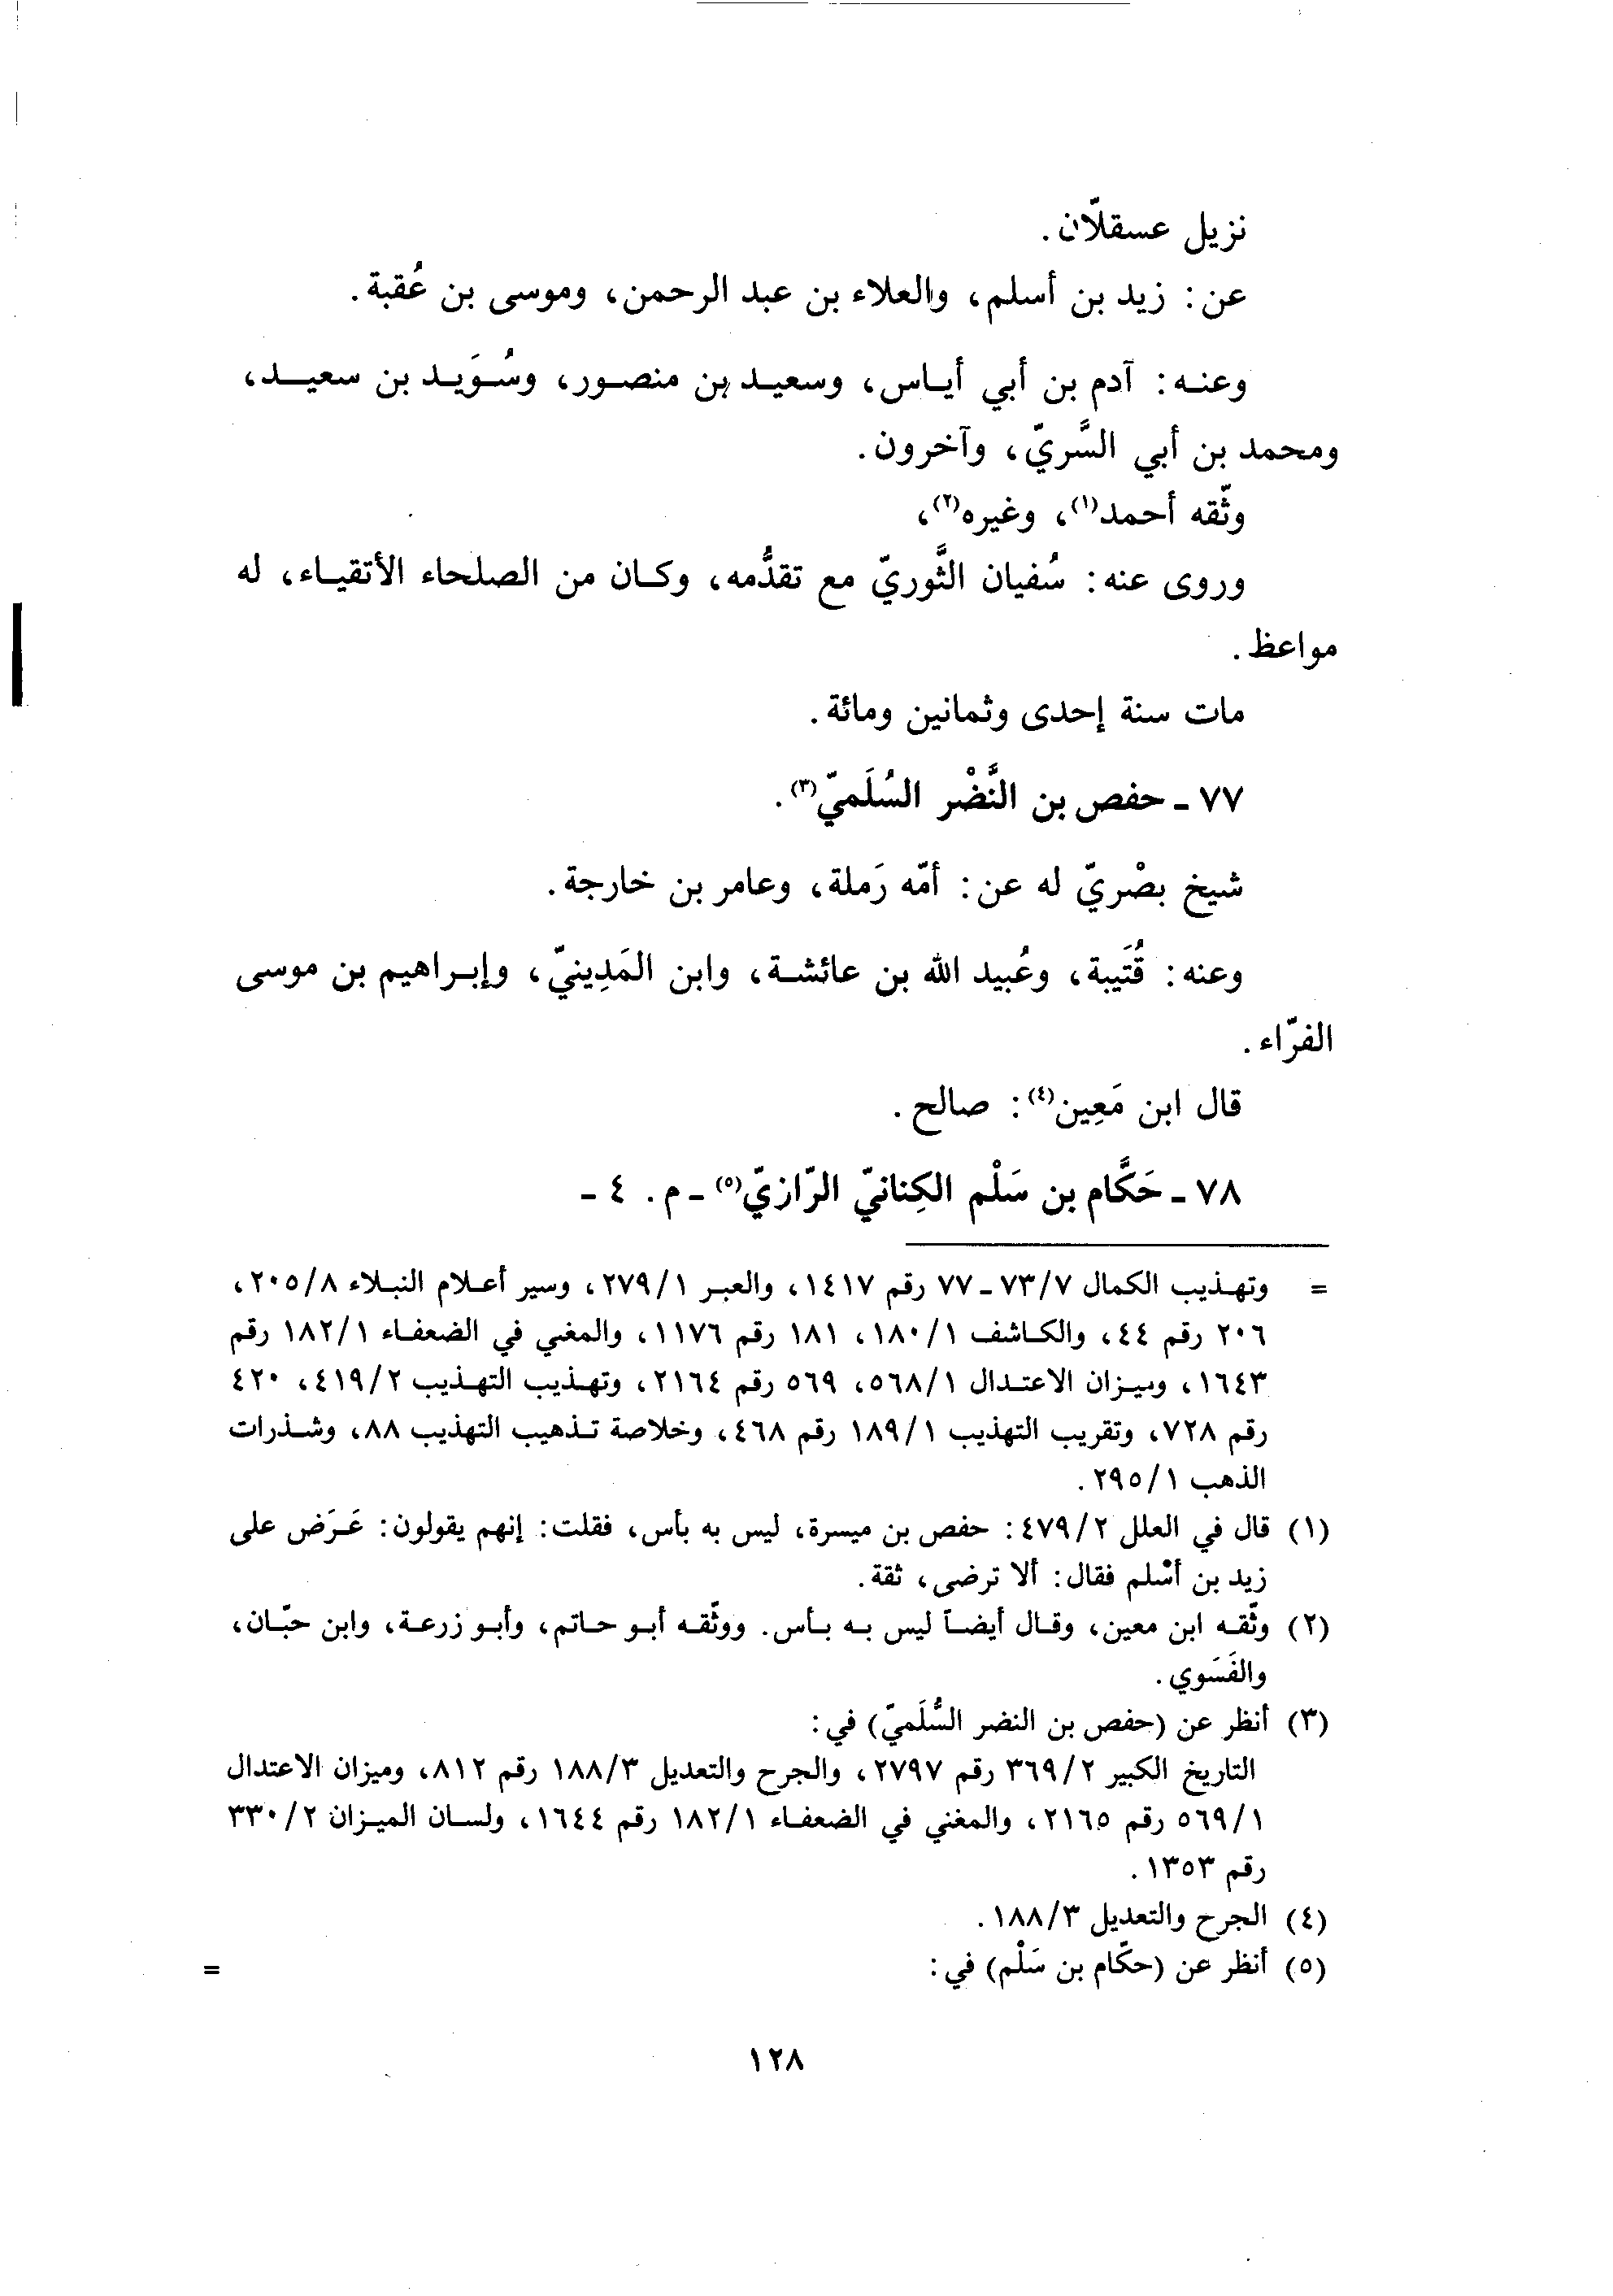 نزيل عسقلّان.
عن: زيد بن أسلم، والعلاء بن عبد الرحمن، وموسى بن عُقبة.
وعنه: آدم بن أبي أياس، وسعيد بن منصور، وسُوَيد بن سعيد،
ومحمد بن أبي السَّريّ، وآخرون.
وثّقه أحمد(١)، وغيره(٢)،
وروى عنه: سُفيان الثَّوريّ مع تقدُّمه، وكان من الصلحاء الأتقياء، له
مواعظ.
مات سنة إحدى وثمانين ومائة.
٧٧ - حفص بن النَّضْر السُلَميّ(٣).
شيخ بصْريّ له عن: أمّه رَملة، وعامر بن خارجة.
وعنه: قُتَيبة، وعُبيد الله بن عائشة، وابن المَدِينيّ، وإبراهيم بن موسى
الفرّاء.
قال ابن مَعِين(٤): صالح.
٧٨ - حَكَّام بن سَلْم الكِنانيّ الرّازيّ(٥) - م. ٤ -
= وتهذيب الكمال ٧٣/٧ - ٧٧ رقم ١٤١٧، والعبر ٢٧٩/١، وسير أعلام النبلاء ٢٠٥/٨،
٢٠٦ رقم ٤٤، والكاشف ١٨٠/١، ١٨١ رقم ١١٧٦، والمغني في الضعفاء ١٨٢/١ رقم
١٦٤٣، وميزان الاعتدال ٥٦٨/١، ٥٦٩ رقم ٢١٦٤، وتهذيب التهذيب ٤١٩/٢، ٤٢٠
رقم ٧٢٨، وتقريب التهذيب ١٨٩/١ رقم ٤٦٨، وخلاصة تذهيب التهذيب ٨٨، وشذرات
الذهب ٢٩٥/١.
(١) قال في العلل ٤٧٩/٢: حفص بن ميسرة، ليس به بأس، فقلت: إنهم يقولون: عَرَض على
زيد بن أسْلم فقال: ألا ترضى، ثقة.
(٢) وثّقه ابن معين، وقال أيضاً ليس به بأس. ووثّقه أبو حاتم، وأبو زرعة، وابن حبّان،
والفَسَوي.
(٣) أنظر عن (حفص بن النضر السُّلَميّ) في:
التاريخ الكبير ٣٦٩/٢ رقم ٢٧٩٧، والجرح والتعديل ١٨٨/٣ رقم ٨١٢، وميزان الاعتدال
٥٦٩/١ رقم ٢١٦٥، والمغني في الضعفاء ١٨٢/١ رقم ١٦٤٤، ولسان الميزان ٣٣٠/٢
رقم ١٣٥٣.
(٤) الجرح والتعديل ١٨٨/٣.
(٥) أنظر عن (حكّام بن سَلْم) في: =
١٢٨